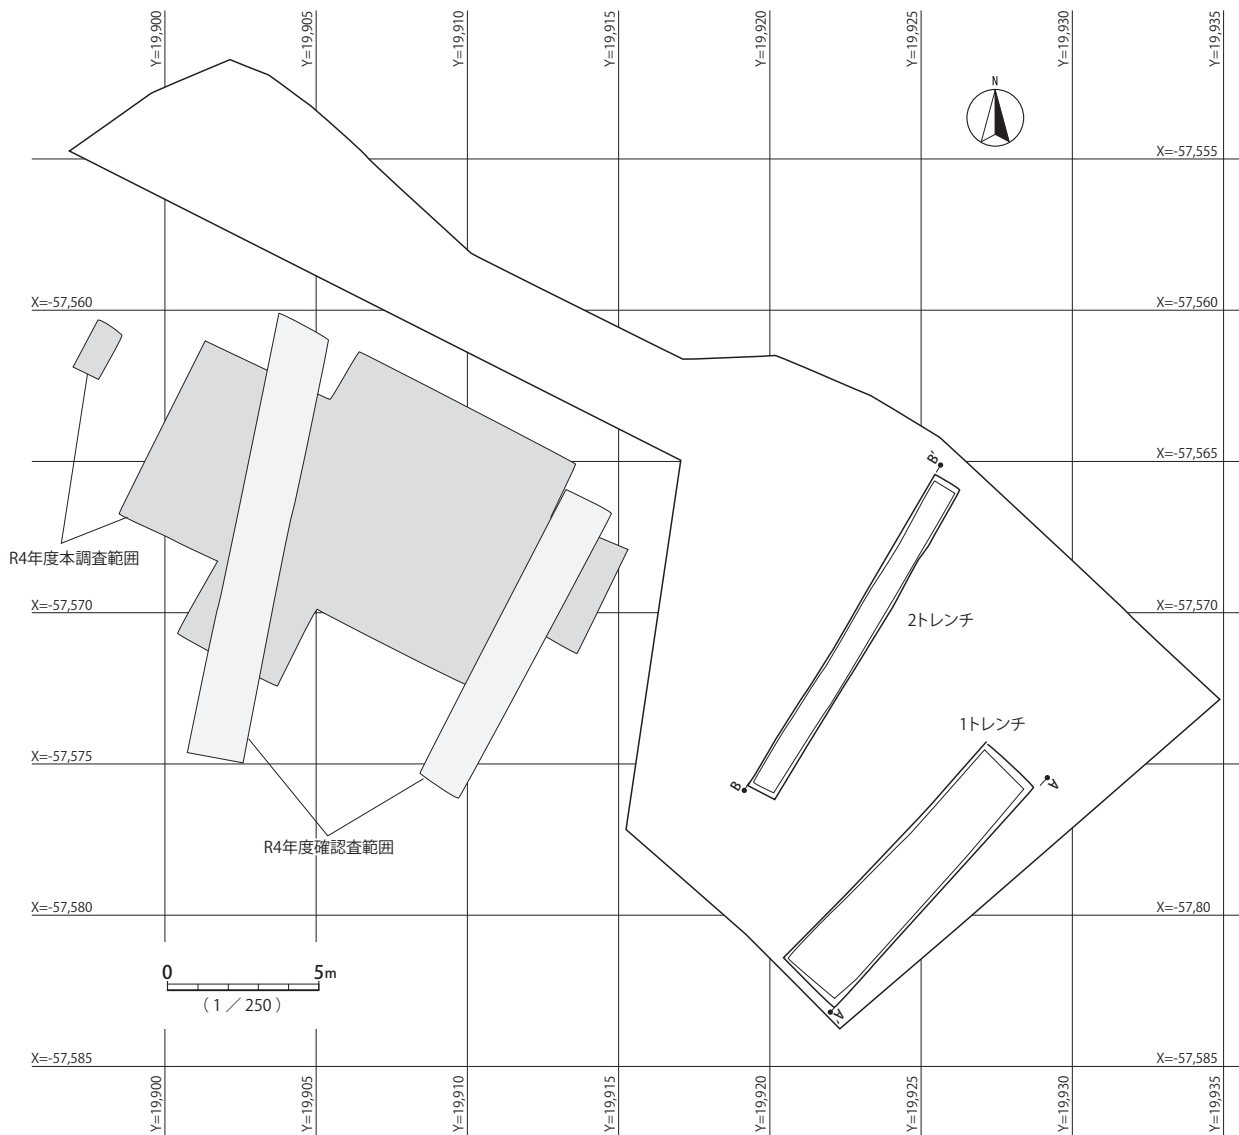 Y=19,900
Y=19,905
Y=19,910
Y=19,915
Y=19,920
Y=19,925
Y=19,930
Y=19,935
N
X=-57,555
X=-57,560
X=-57,560
X=-57,565
B'
R4年度本調査範囲
X=-57,570
X=-57,570
2トレンチ
1トレンチ
X=-57,575
X=-57,575
B
A
R4年度確認査範囲
X=-57,580
X=-57,80
0 5m
(1/250)
A'
X=-57,585
X=-57,585
Y=19,900
Y=19,905
Y=19,910
Y=19,915
Y=19,920
Y=19,925
Y=19,930
Y=19,935